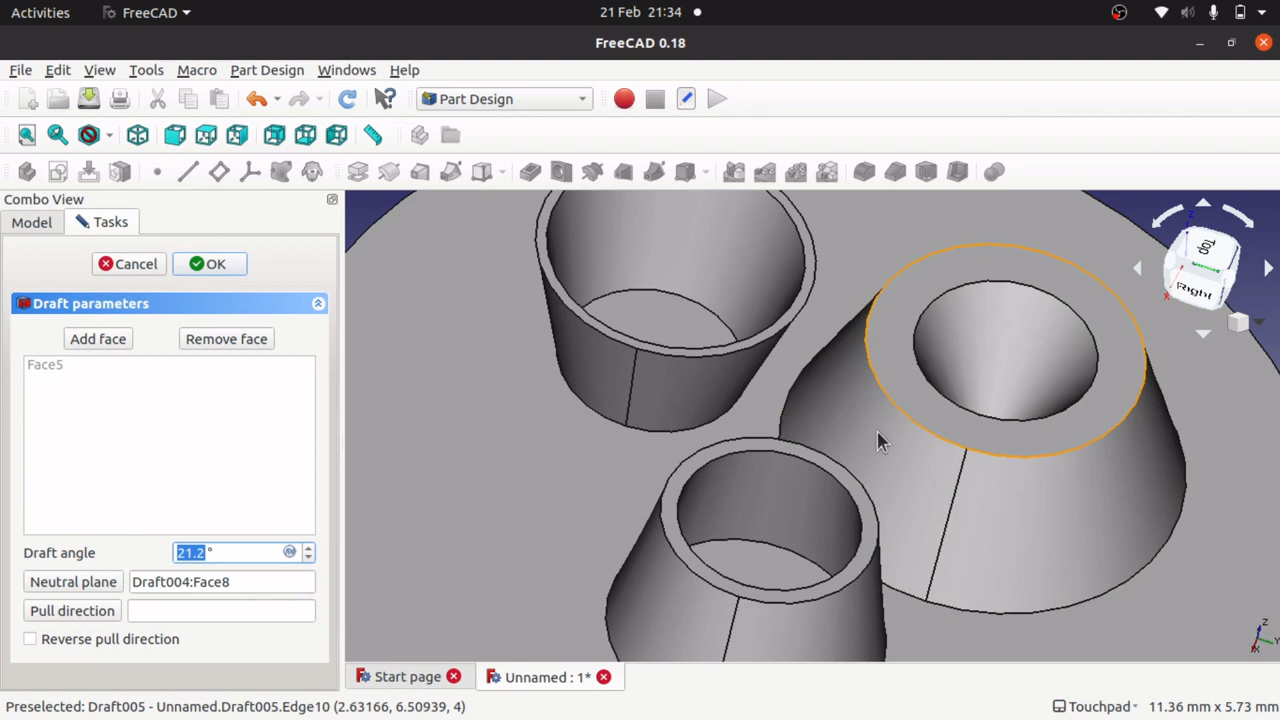 Activities FreeCAD 21 Feb 21:34
FreeCAD 0.18
File Edit View Tools Macro Part Design Windows Help
Part Design
Combo View
Model Tasks
Cancel OK
Draft parameters
Add face Remove face
Face5
Draft angle 21.2 °
Neutral plane Draft004:Face8
Pull direction
Reverse pull direction
Top
Right
Z
X
Z
Y
X
Start page Unnamed : 1*
Preselected: Draft005 - Unnamed.Draft005.Edge10 (2.63166, 6.50939, 4) Touchpad 11.36 mm x 5.73 mm